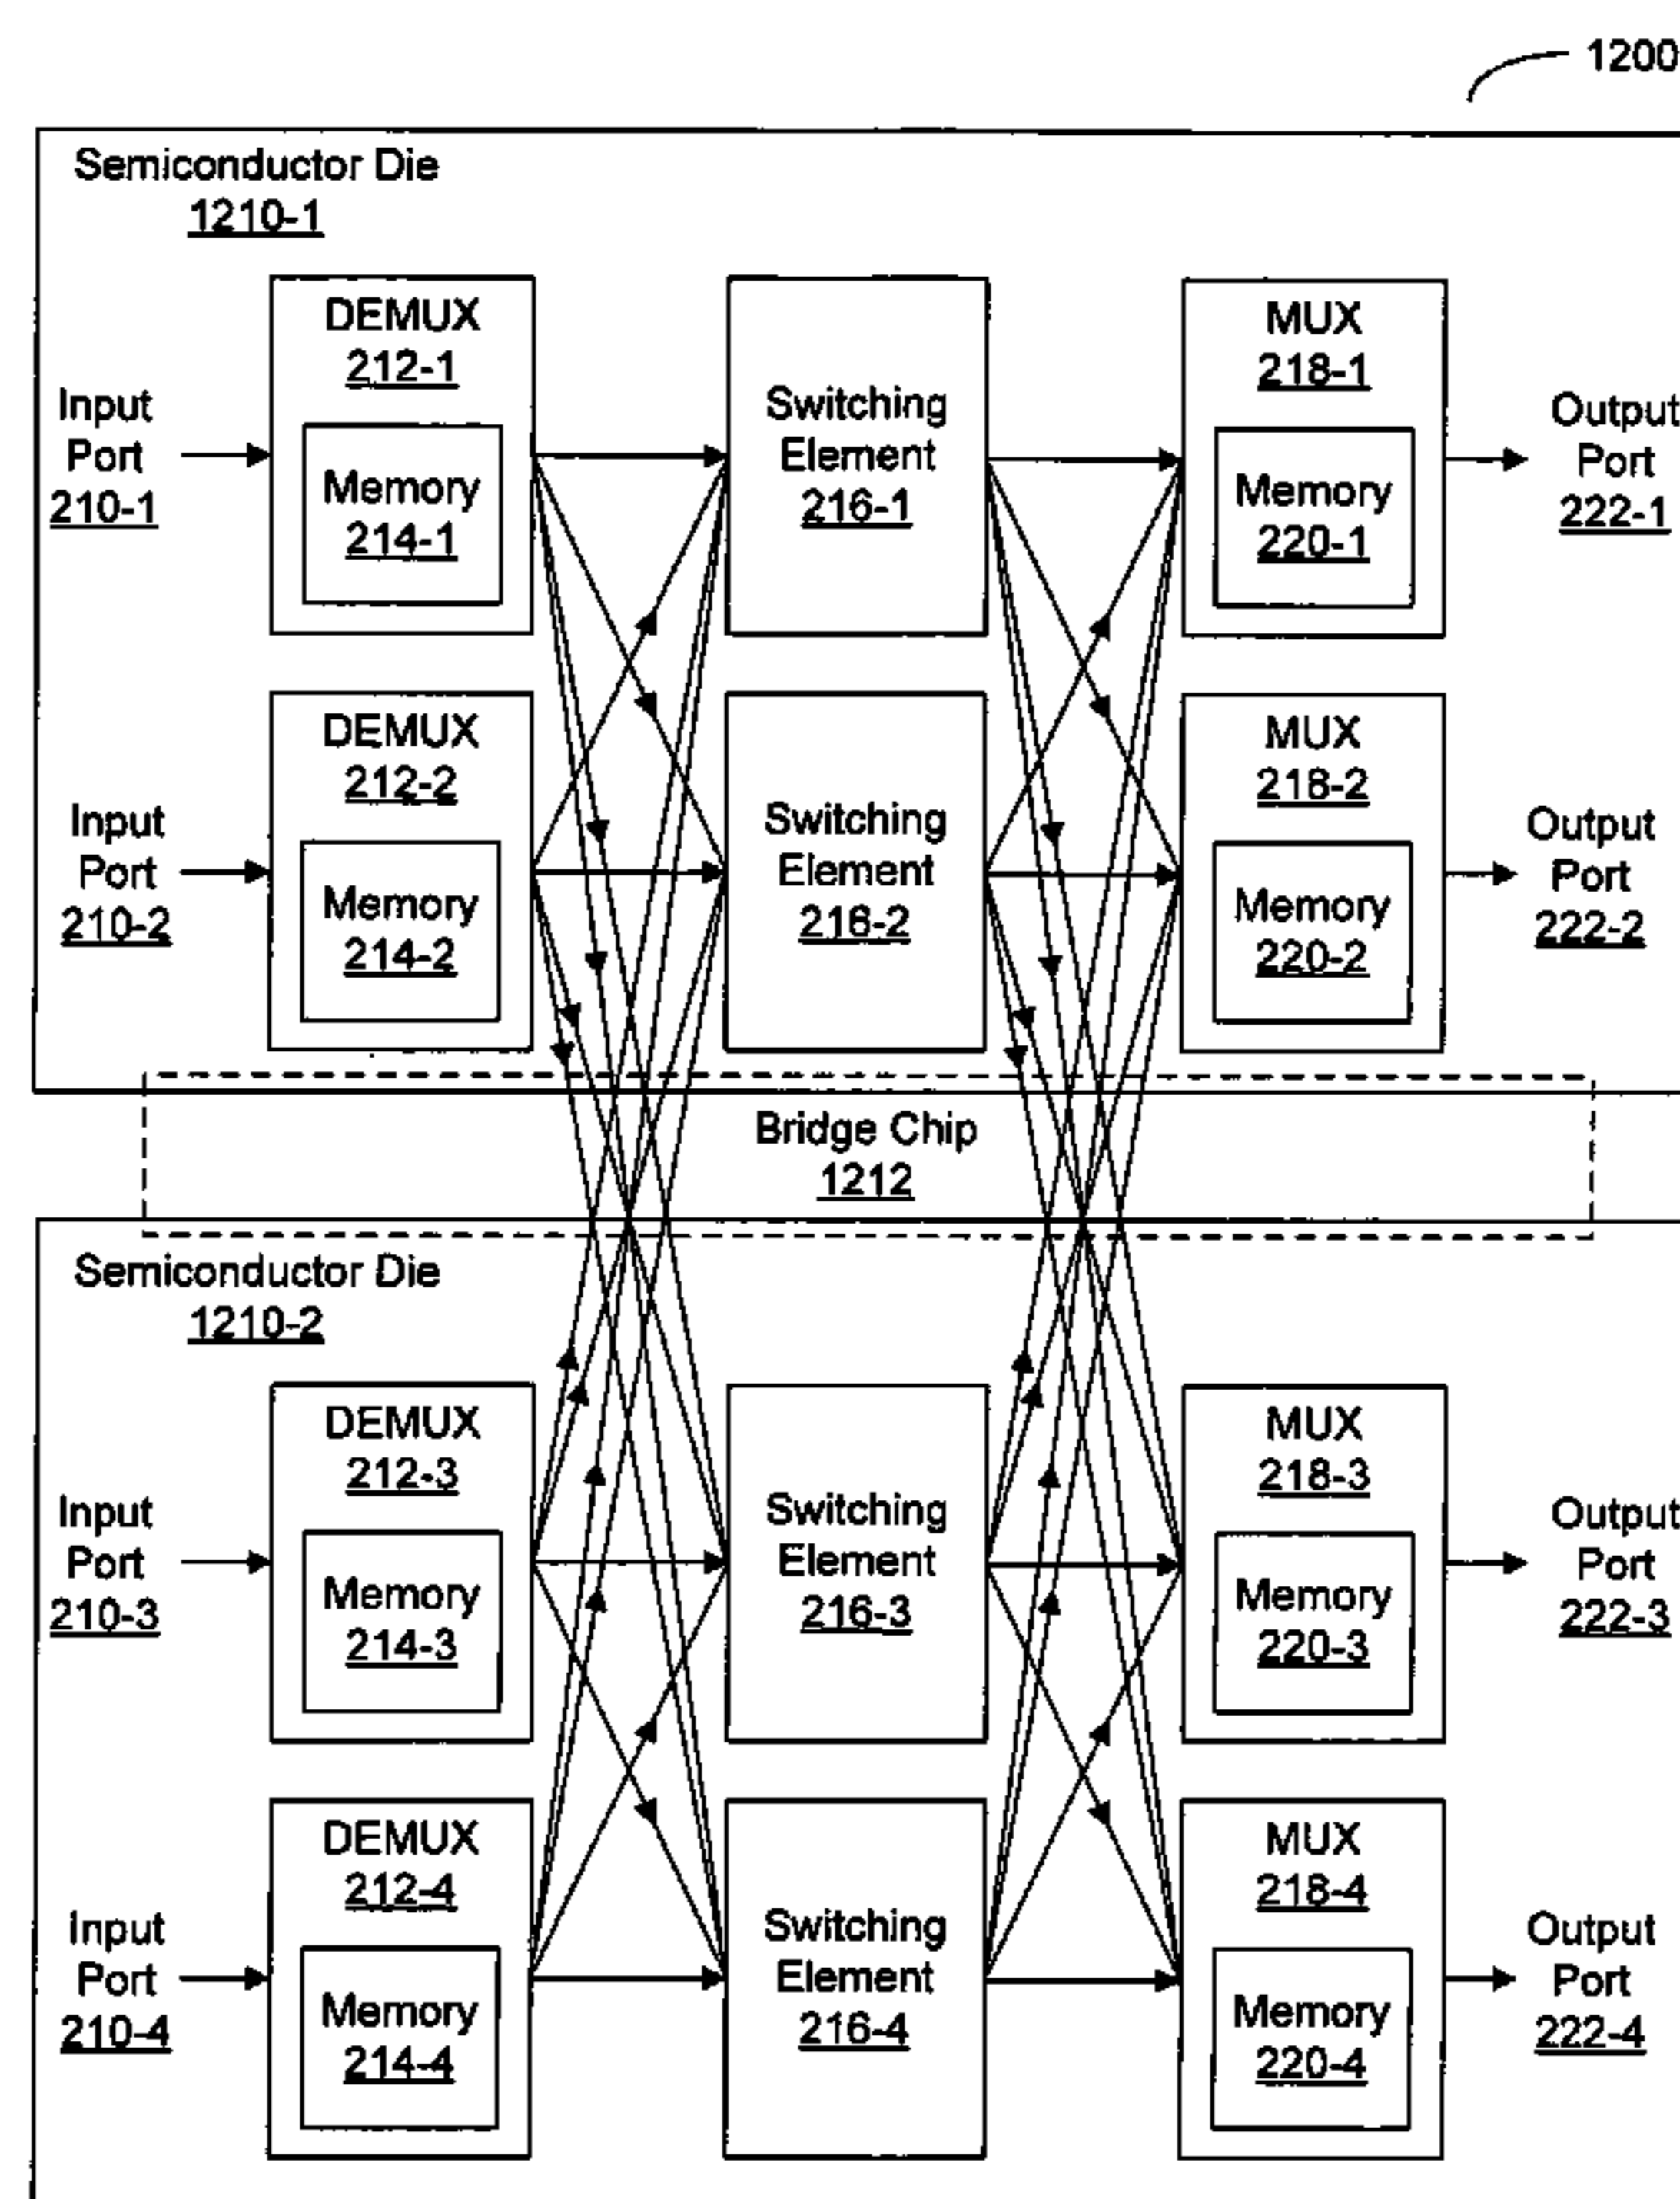 1200
Semiconductor Die
1210-1
DEMUX
212-1
Memory
214-1
Input
Port
210-1
Switching
Element
216-1
MUX
218-1
Memory
220-1
Output
Port
222-1
DEMUX
212-2
Memory
214-2
Input
Port
210-2
Switching
Element
216-2
MUX
218-2
Memory
220-2
Output
Port
222-2
Bridge Chip
1212
Semiconductor Die
1210-2
DEMUX
212-3
Memory
214-3
Input
Port
210-3
Switching
Element
216-3
MUX
218-3
Memory
220-3
Output
Port
222-3
DEMUX
212-4
Memory
214-4
Input
Port
210-4
Switching
Element
216-4
MUX
218-4
Memory
220-4
Output
Port
222-4